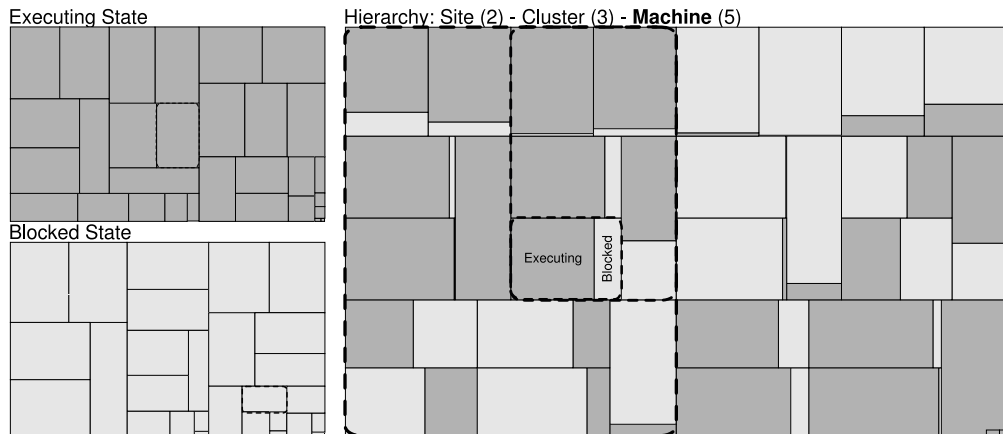 Executing State
Hierarchy: Site (2) - Cluster (3) - Machine (5)
Blocked State
Executing
Blocked